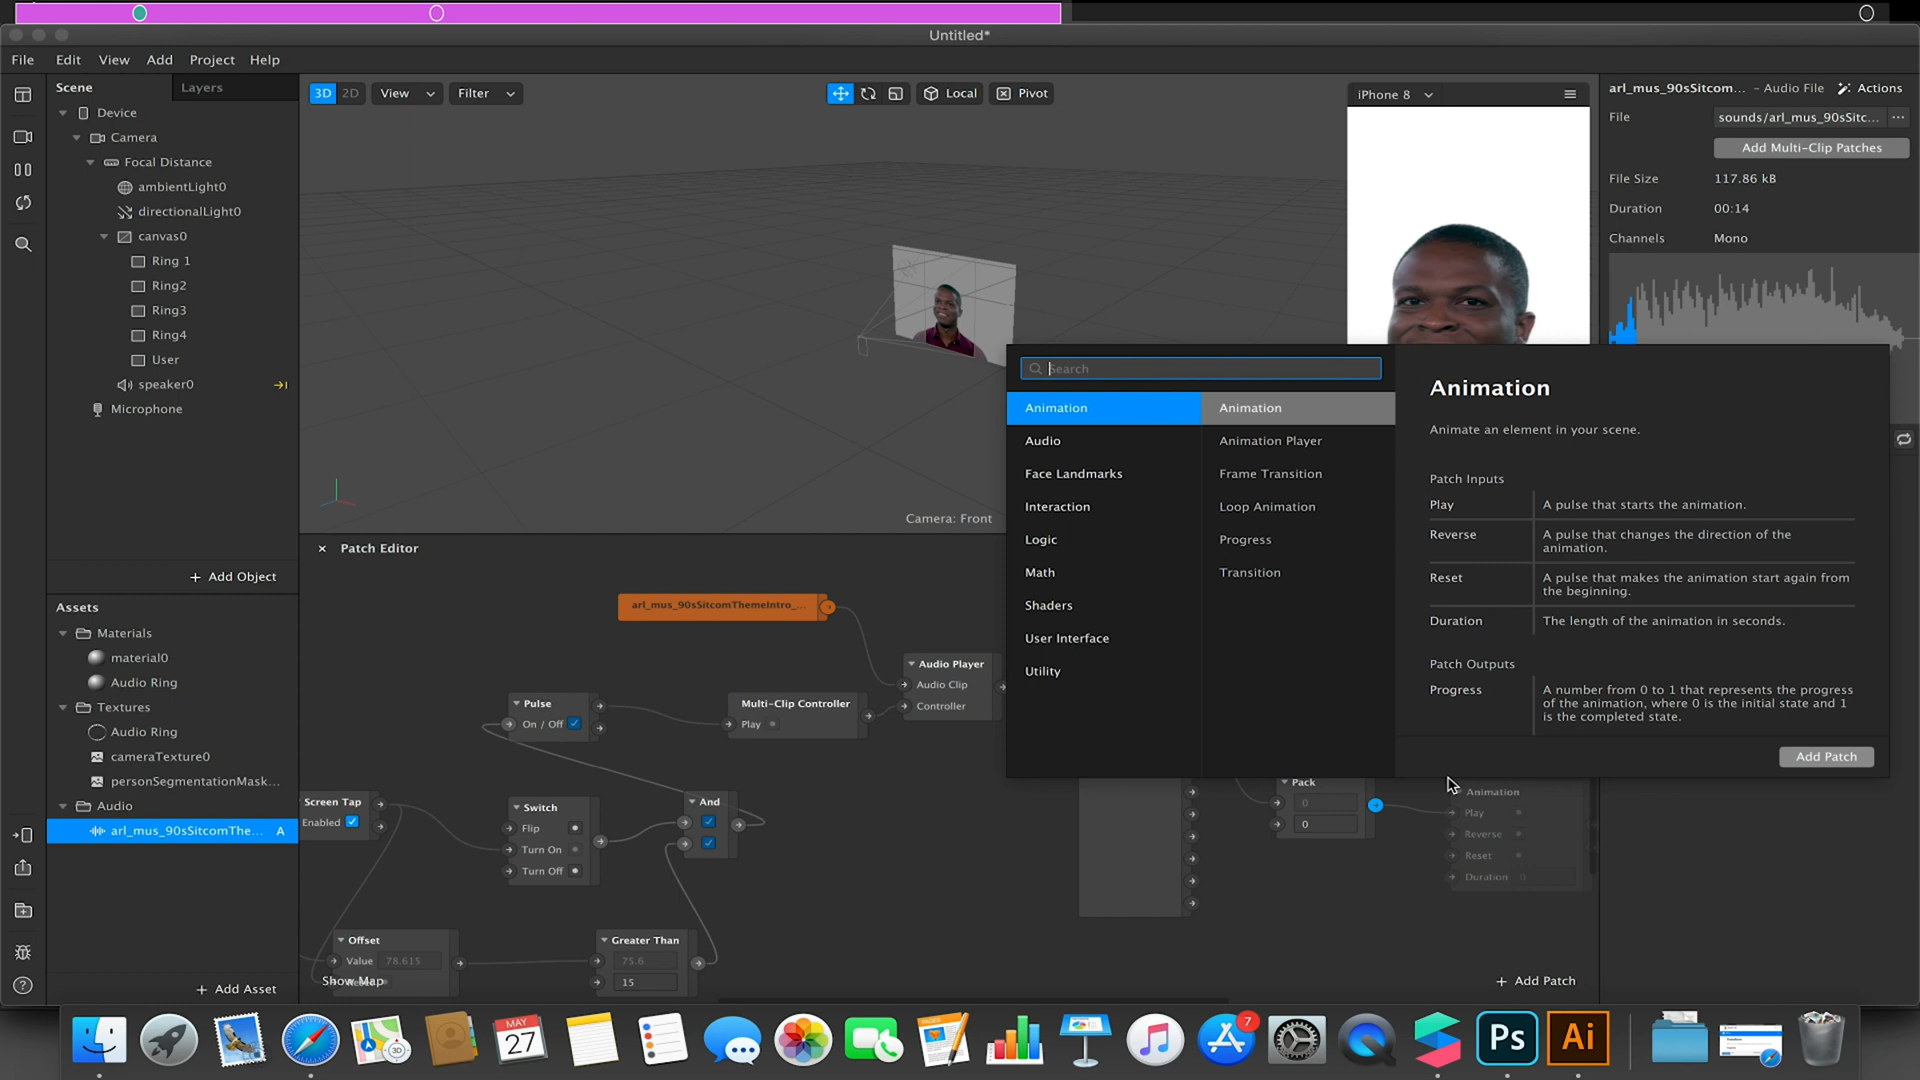 Untitled*
File Edit View Add Project Help
Scene Layers
Device
Camera
Focal Distance
ambientLight0
directionalLight0
canvas0
Ring 1
Ring2
Ring3
Ring4
User
speaker0
Microphone
+ Add Object
Assets
Materials
material0
Audio Ring
Textures
Audio Ring
cameraTexture0
personSegmentationMask...
Audio
arl_mus_90sSitcomThe... A
+ Add Asset
3D 2D View Filter
Local Pivot
iPhone 8
Camera: Front
arl_mus_90sSitcom... – Audio File Actions
File sounds/arl_mus_90sSitc... ...
Add Multi-Clip Patches
File Size 117.86 kB
Duration 00:14
Channels Mono
× Patch Editor
arl_mus_90sSitcomThemeIntro_...
Audio Player
Audio Clip
Controller
Pulse
On / Off
Multi-Clip Controller
Play
Screen Tap
Enabled
Switch
Flip
Turn On
Turn Off
And
Offset
Value 78.615
Show Map
Greater Than
75.6
15
Search
Animation
Audio
Face Landmarks
Interaction
Logic
Math
Shaders
User Interface
Utility
Animation
Animation Player
Frame Transition
Loop Animation
Progress
Transition
Animation
Animate an element in your scene.
Patch Inputs
Play A pulse that starts the animation.
Reverse A pulse that changes the direction of the
animation.
Reset A pulse that makes the animation start again from
the beginning.
Duration The length of the animation in seconds.
Patch Outputs
Progress A number from 0 to 1 that represents the progress
of the animation, where 0 is the initial state and 1
is the completed state.
Add Patch
Pack
0
0
Animation
Play
Reverse
Reset
Duration 0
+ Add Patch
MAY
27
3D
PAGES
7
Ps
Ai